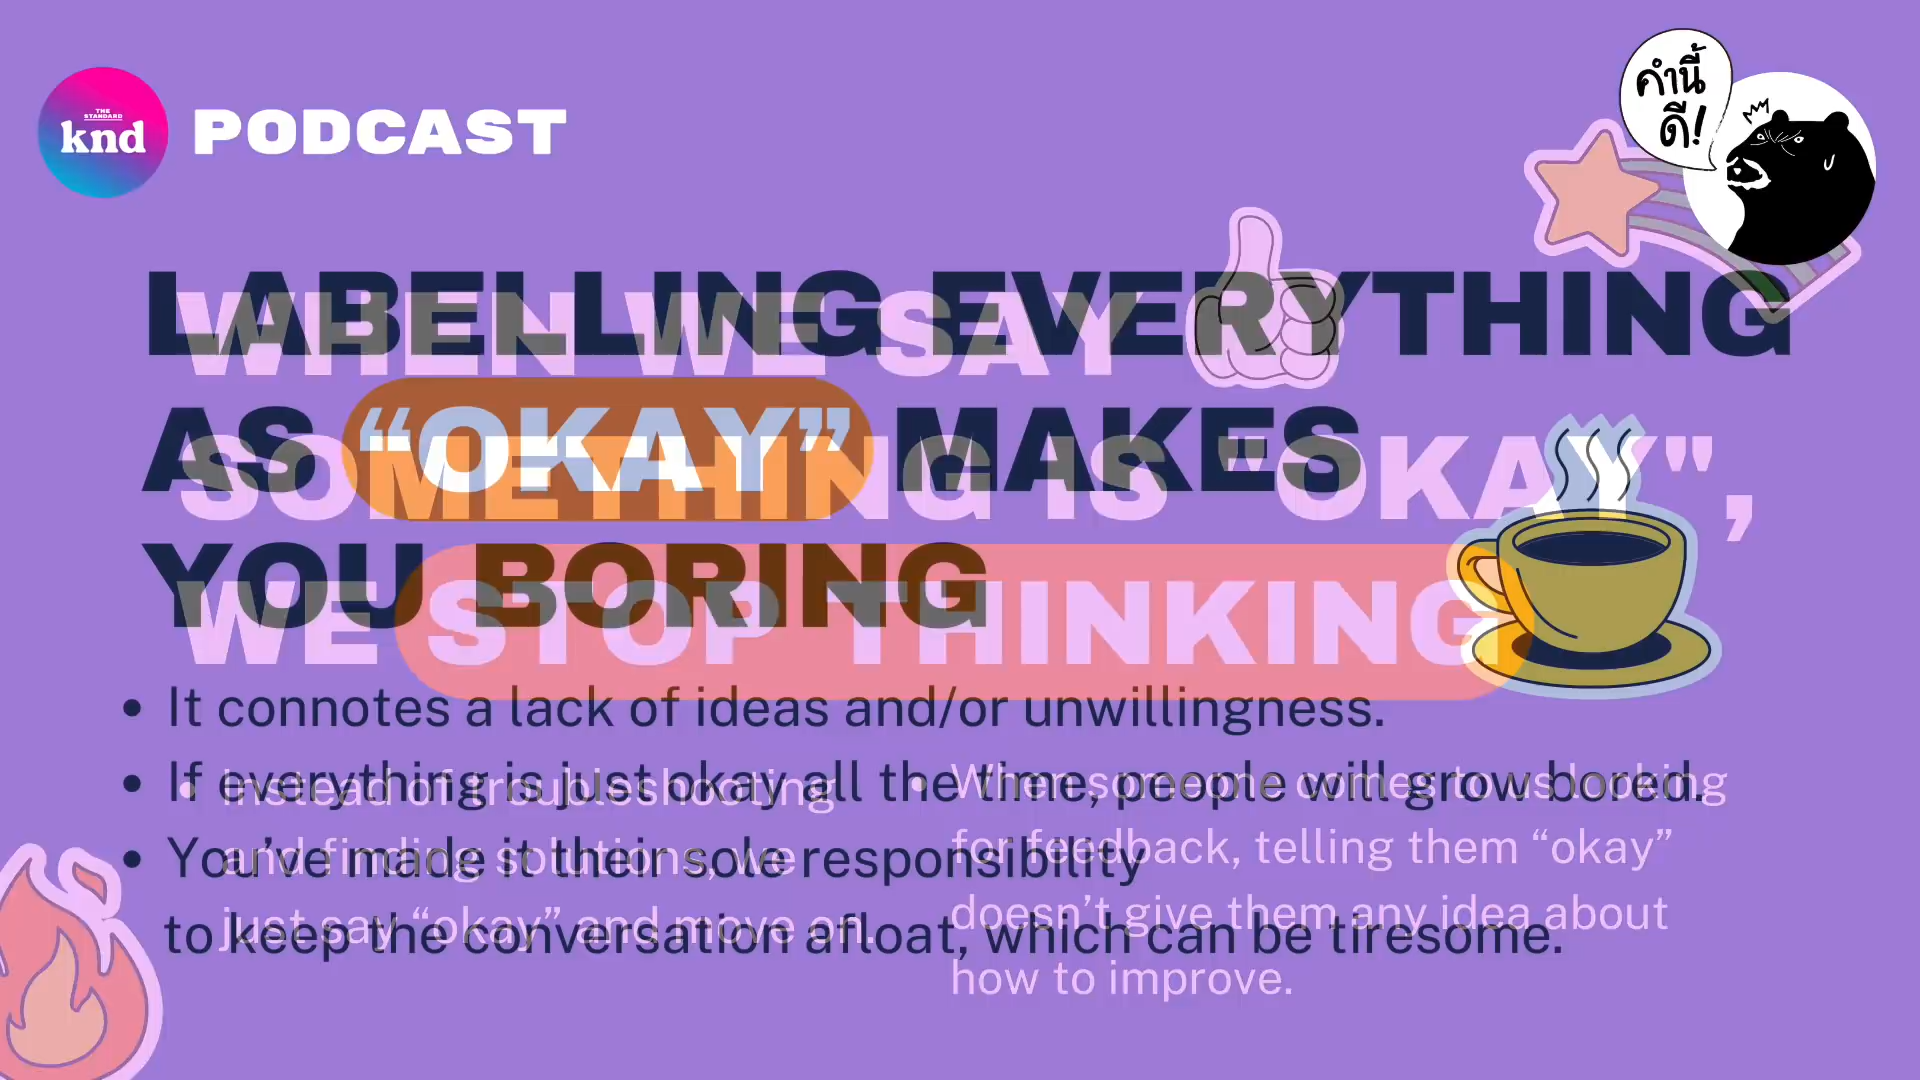 THE
STANDARD
knd
PODCAST
คำนี้
ดี!
LABELLING EVERYTHING
AS “OKAY” MAKES
YOU BORING
• It connotes a lack of ideas and/or unwillingness.
• If everything is just okay all the time, people will grow bored.
• You’ve made it their sole responsibility
to keep the conversation afloat, which can be tiresome.
WHEN WE SAY
SOMETHING IS "OKAY",
WE STOP THINKING
• Instead of troubleshooting
and finding solutions, we
just say “okay” and move on.
• When someone comes to us looking
for feedback, telling them “okay”
doesn’t give them any idea about
how to improve.